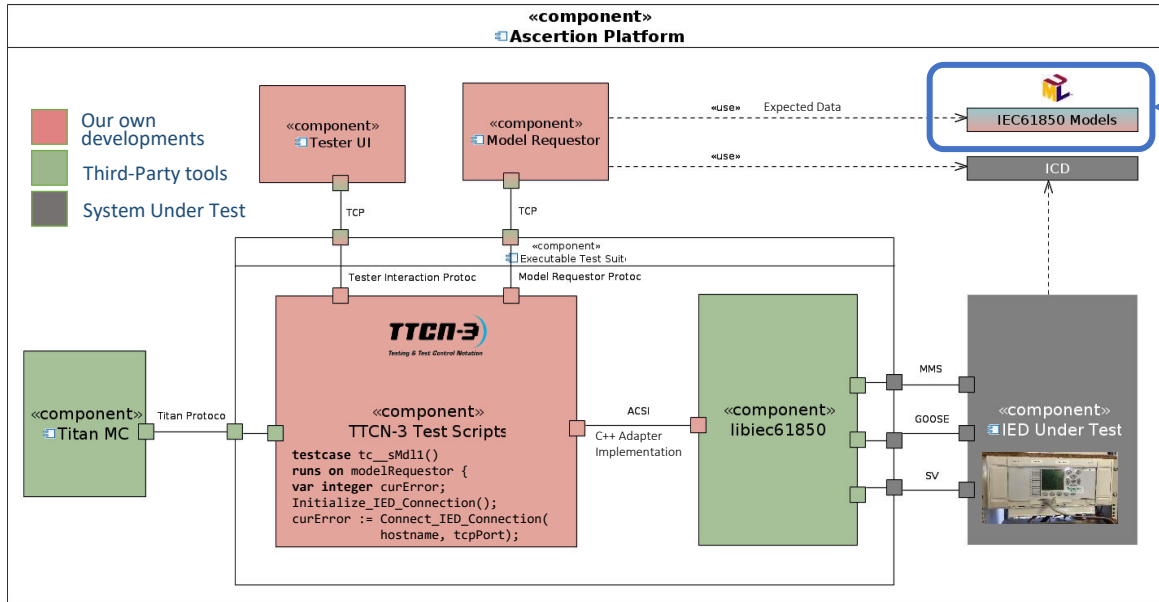 «component»
Ascertion Platform
Our own
developments
Third-Party tools
System Under Test
«component»
Tester UI
«component»
Model Requestor
«use» Expected Data
«use»
UML
IEC61850 Models
ICD
TCP
TCP
«component»
Executable Test Suit
Tester Interaction Protoc
Model Requestor Protoc
TTCN-3
Testing & Test Control Notation
«component»
TTCN-3 Test Scripts
testcase tc__sMdl1()
runs on modelRequestor {
var integer curError;
Initialize_IED_Connection();
curError := Connect_IED_Connection(
hostname, tcpPort);
«component»
Titan MC
Titan Protoco
ACSI
C++ Adapter
Implementation
«component»
libiec61850
MMS
GOOSE
SV
«component»
IED Under Test